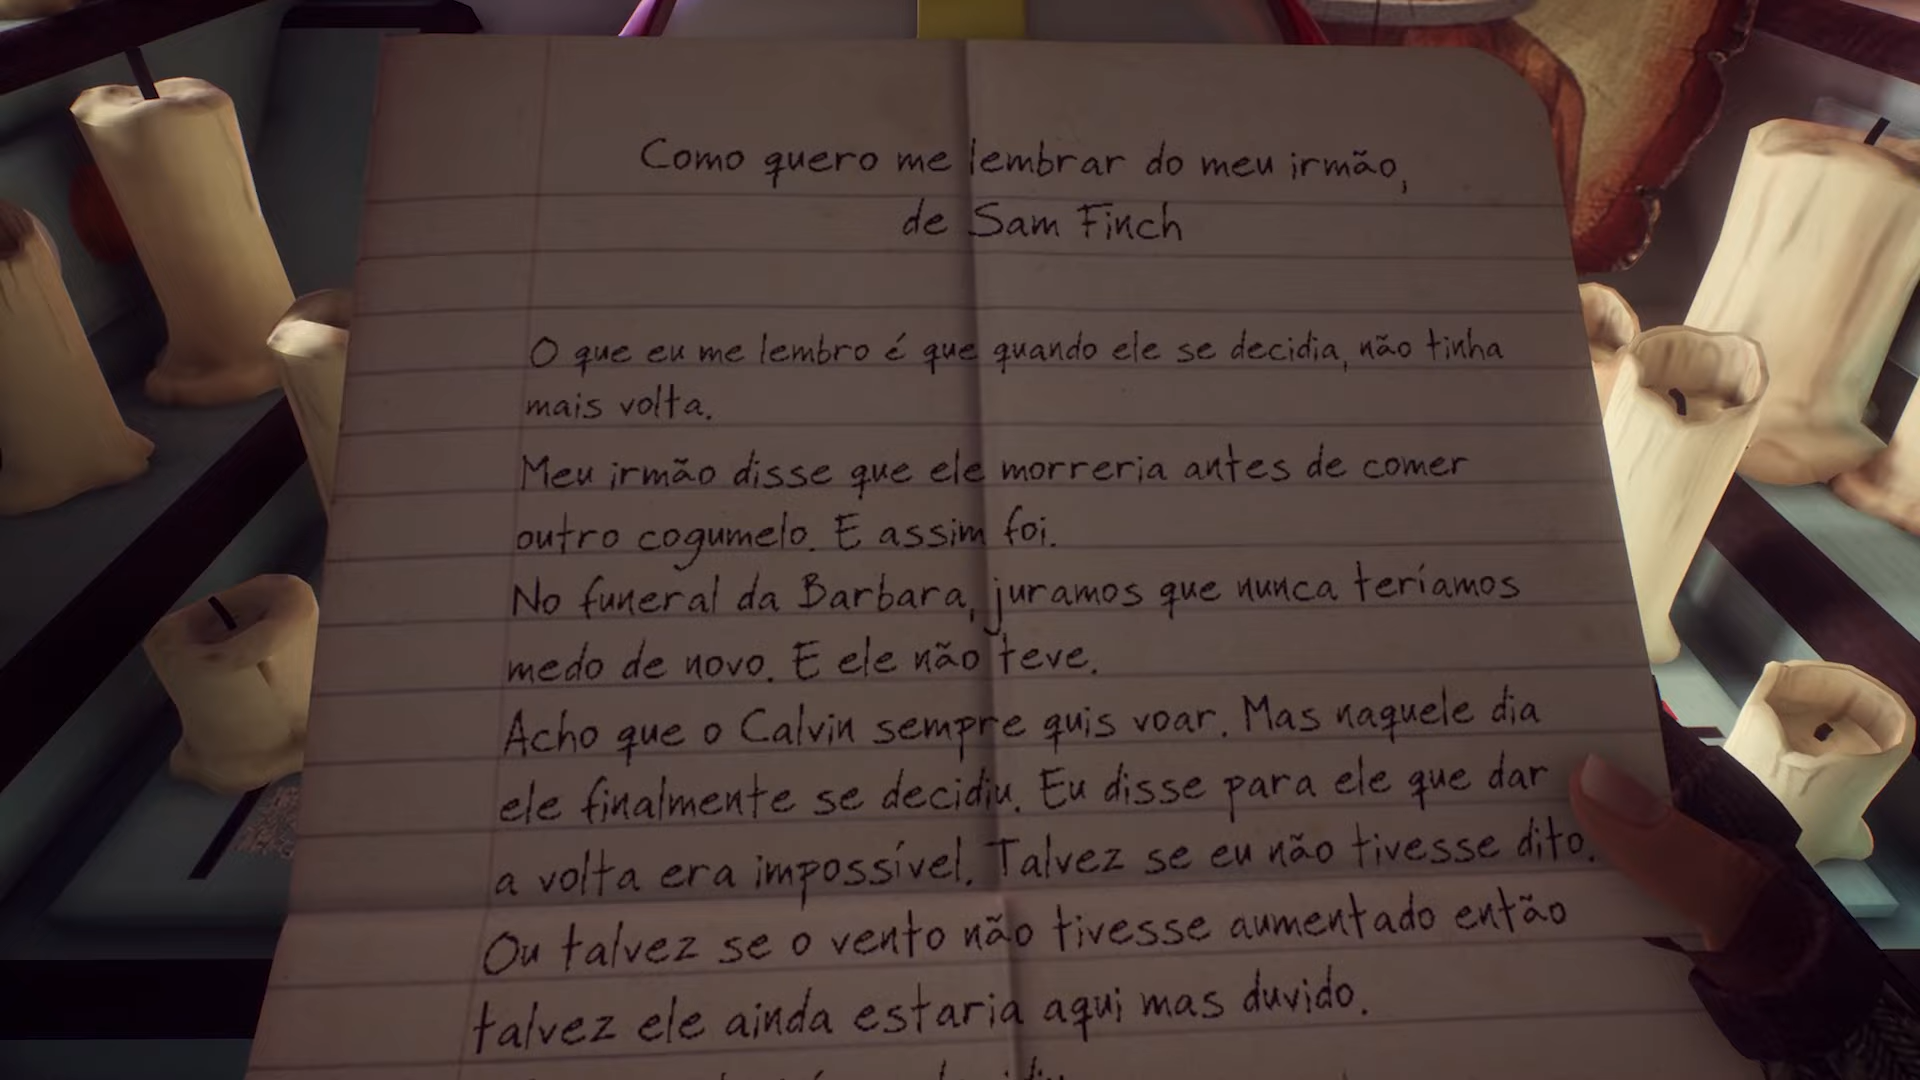 Como quero me lembrar do meu irmão,
de Sam Finch
O que eu me lembro é que quando ele se decidia, não tinha
mais volta.
Meu irmão disse que ele morreria antes de comer
outro cogumelo. E assim foi.
No funeral da Barbara, juramos que nunca teríamos
medo de novo. E ele não teve.
Acho que o Calvin sempre quis voar. Mas naquele dia
ele finalmente se decidiu. Eu disse para ele que dar
a volta era impossível. Talvez se eu não tivesse dito.
Ou talvez se o vento não tivesse aumentado então
talvez ele ainda estaria aqui mas duvido.